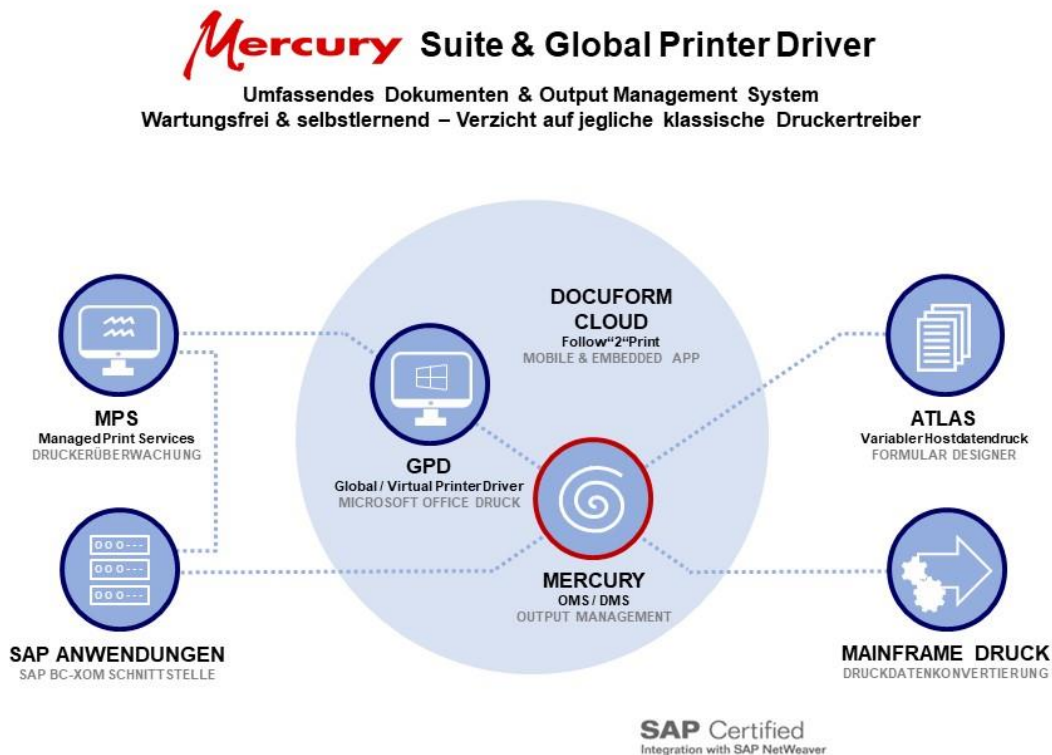 Mercury Suite & Global Printer Driver
Umfassendes Dokumenten & Output Management System
Wartungsfrei & selbstlernend – Verzicht auf jegliche klassische Druckertreiber
DOCUFORM
CLOUD
Follow“2“Print
MOBILE & EMBEDDED APP
MPS
Managed Print Services
DRUCKERÜBERWACHUNG
GPD
Global / Virtual Printer Driver
MICROSOFT OFFICE DRUCK
ATLAS
Variabler Hostdatendruck
FORMULAR DESIGNER
SAP ANWENDUNGEN
SAP BC-XOM SCHNITTSTELLE
MERCURY
OMS / DMS
OUTPUT MANAGEMENT
MAINFRAME DRUCK
DRUCKDATENKONVERTIERUNG
SAP Certified
Integration with SAP NetWeaver